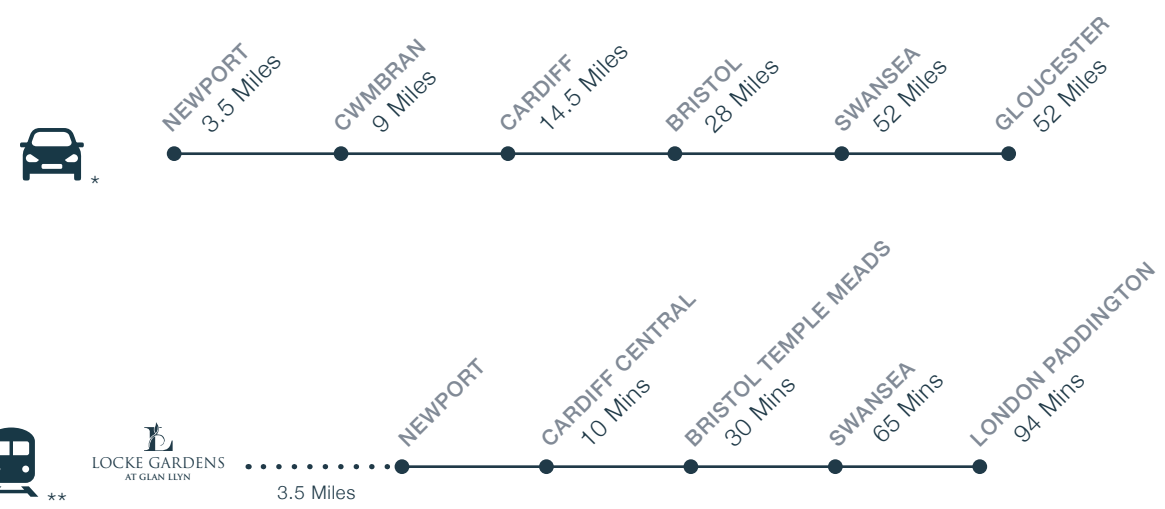 NEWPORT
3.5 Miles
CWMBRAN
9 Miles
CARDIFF
14.5 Miles
BRISTOL
28 Miles
SWANSEA
52 Miles
GLOUCESTER
52 Miles
*
NEWPORT
CARDIFF CENTRAL
10 Mins
BRISTOL TEMPLE MEADS
30 Mins
SWANSEA
65 Mins
LONDON PADDINGTON
94 Mins
L
LOCKE GARDENS
AT GLAN LLYN
3.5 Miles
**